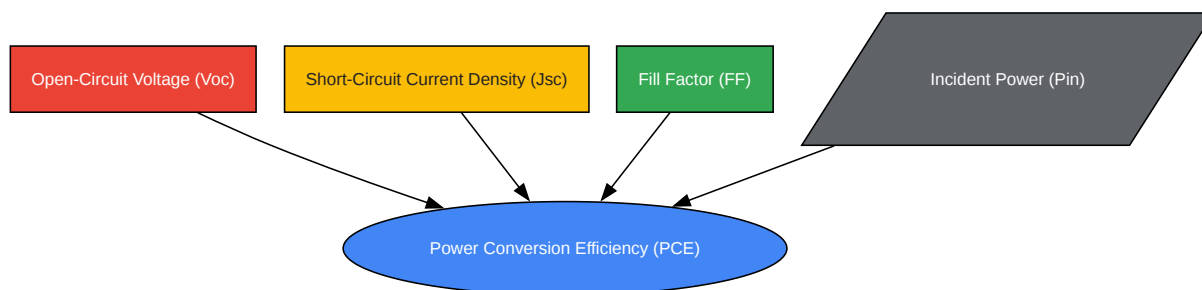 Open-Circuit Voltage (Voc)
Short-Circuit Current Density (Jsc)
Fill Factor (FF)
Incident Power (Pin)
Power Conversion Efficiency (PCE)